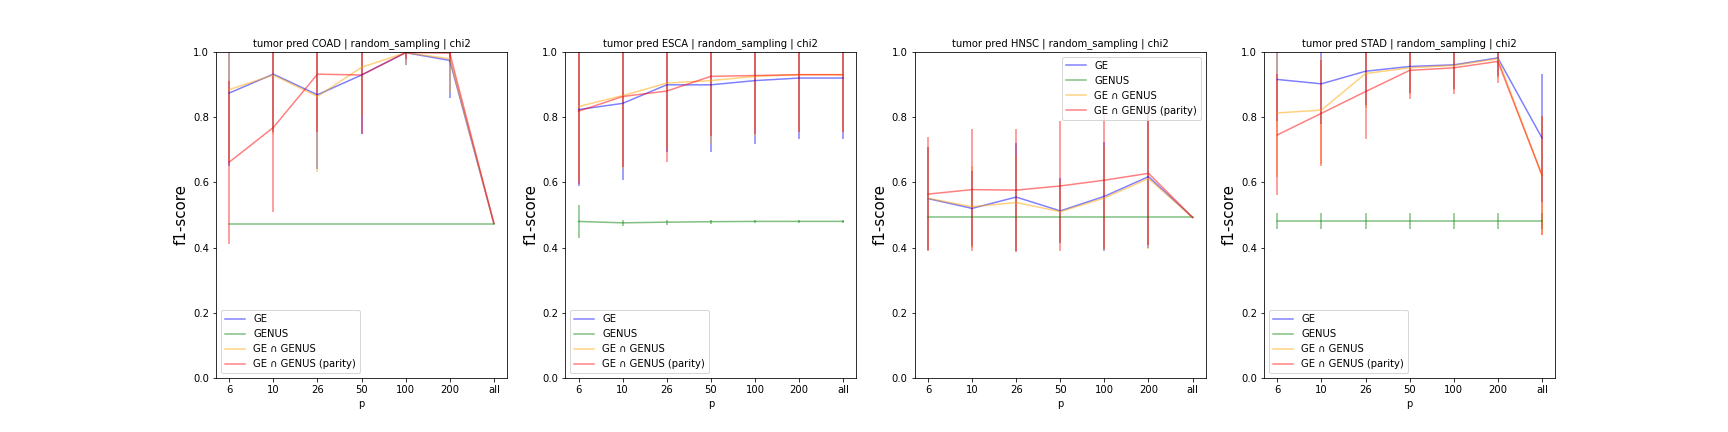 tumor pred COAD | random_sampling | chi2
f1-score
1.0
0.8
0.6
0.4
0.2
0.0
GE
GENUS
GE ∩ GENUS
GE ∩ GENUS (parity)
6 10 26 50 100 200 all
p
tumor pred ESCA | random_sampling | chi2
f1-score
1.0
0.8
0.6
0.4
0.2
0.0
GE
GENUS
GE ∩ GENUS
GE ∩ GENUS (parity)
6 10 26 50 100 200 all
p
tumor pred HNSC | random_sampling | chi2
f1-score
1.0
0.8
0.6
0.4
0.2
0.0
GE
GENUS
GE ∩ GENUS
GE ∩ GENUS (parity)
6 10 26 50 100 200 all
p
tumor pred STAD | random_sampling | chi2
f1-score
1.0
0.8
0.6
0.4
0.2
0.0
GE
GENUS
GE ∩ GENUS
GE ∩ GENUS (parity)
6 10 26 50 100 200 all
p